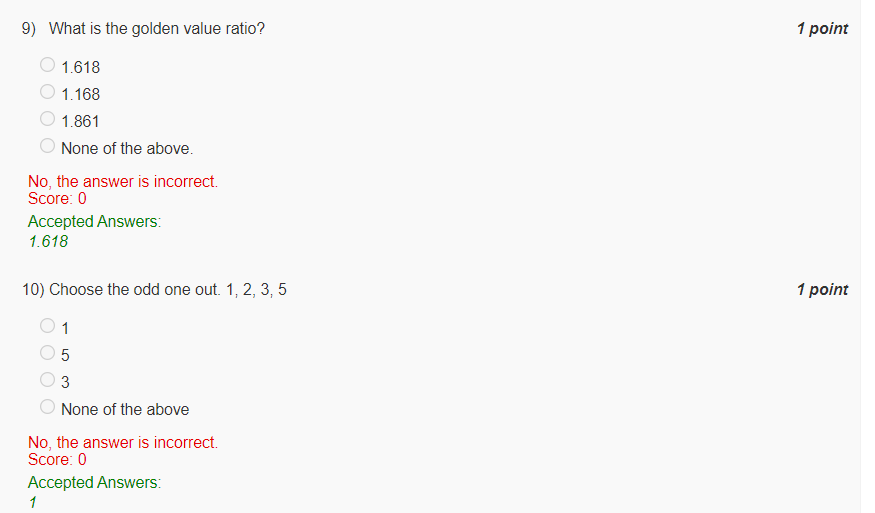 9) What is the golden value ratio? 1 point
1.618
1.168
1.861
None of the above.
No, the answer is incorrect.
Score: 0
Accepted Answers:
1.618
10) Choose the odd one out. 1, 2, 3, 5 1 point
1
5
3
None of the above
No, the answer is incorrect.
Score: 0
Accepted Answers:
1